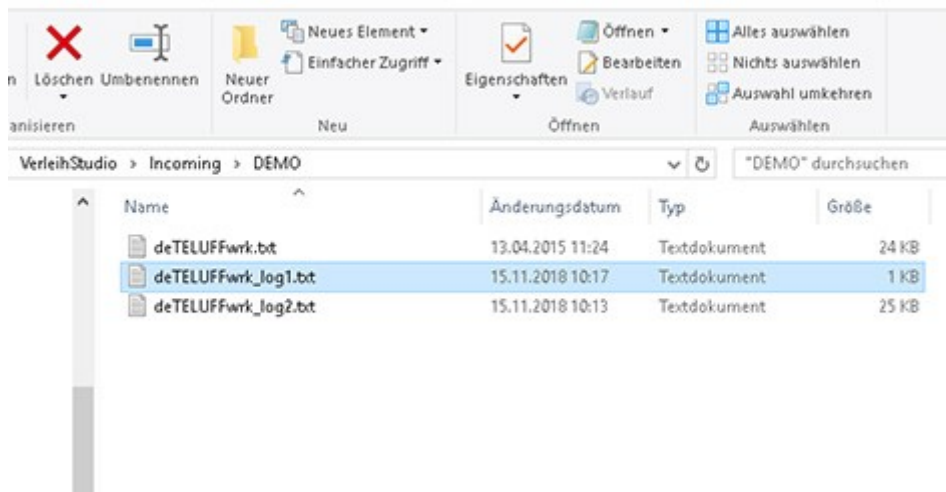 Löschen Umbenennen Neuer Ordner Neues Element Einfacher Zugriff Eigenschaften Öffnen Bearbeiten Verlauf Alles auswählen Nichts auswählen Auswahl umkehren
anisieren Neu Öffnen Auswählen
VerleihStudio > Incoming > DEMO "DEMO" durchsuchen
Name Änderungsdatum Typ Größe
deTELUFFwrk.txt 13.04.2015 11:24 Textdokument 24 KB
deTELUFFwrk_log1.txt 15.11.2018 10:17 Textdokument 1 KB
deTELUFFwrk_log2.txt 15.11.2018 10:13 Textdokument 25 KB